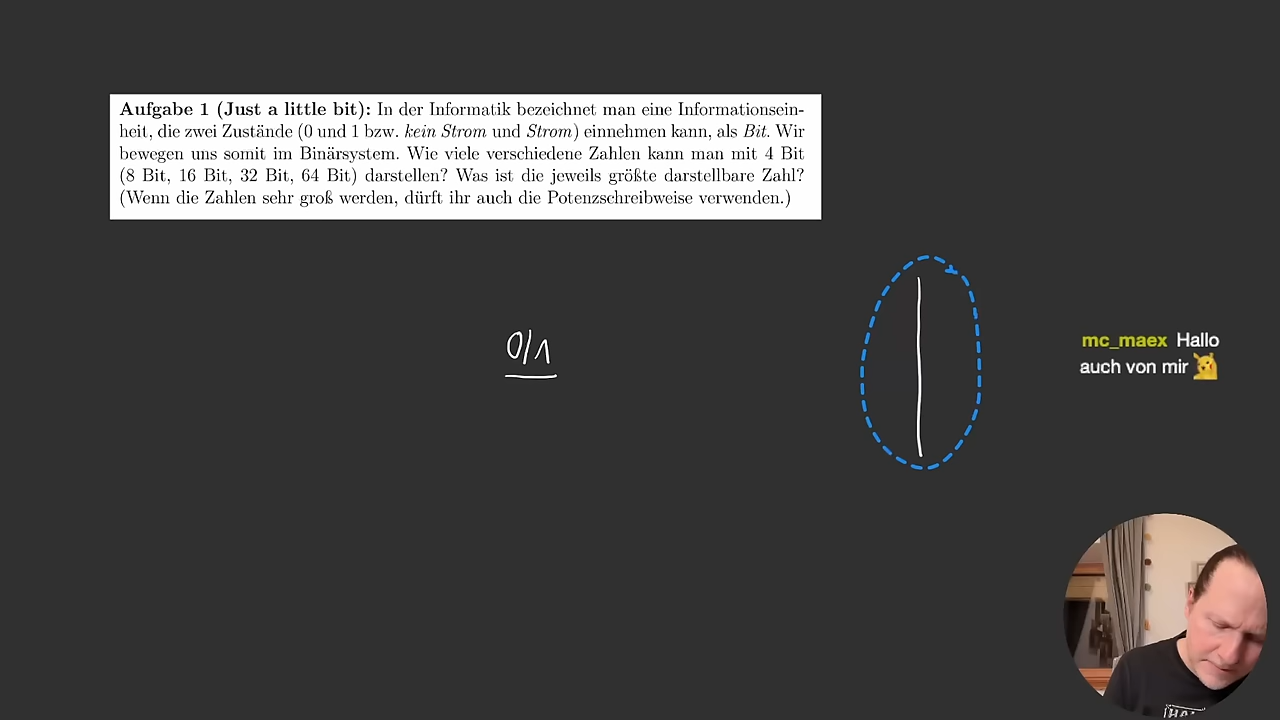 Aufgabe 1 (Just a little bit): In der Informatik bezeichnet man eine Informationsein-
heit, die zwei Zustände (0 und 1 bzw. kein Strom und Strom) einnehmen kann, als Bit. Wir
bewegen uns somit im Binärsystem. Wie viele verschiedene Zahlen kann man mit 4 Bit
(8 Bit, 16 Bit, 32 Bit, 64 Bit) darstellen? Was ist die jeweils größte darstellbare Zahl?
(Wenn die Zahlen sehr groß werden, dürft ihr auch die Potenzschreibweise verwenden.)
0/1
mc_maex Hallo
auch von mir